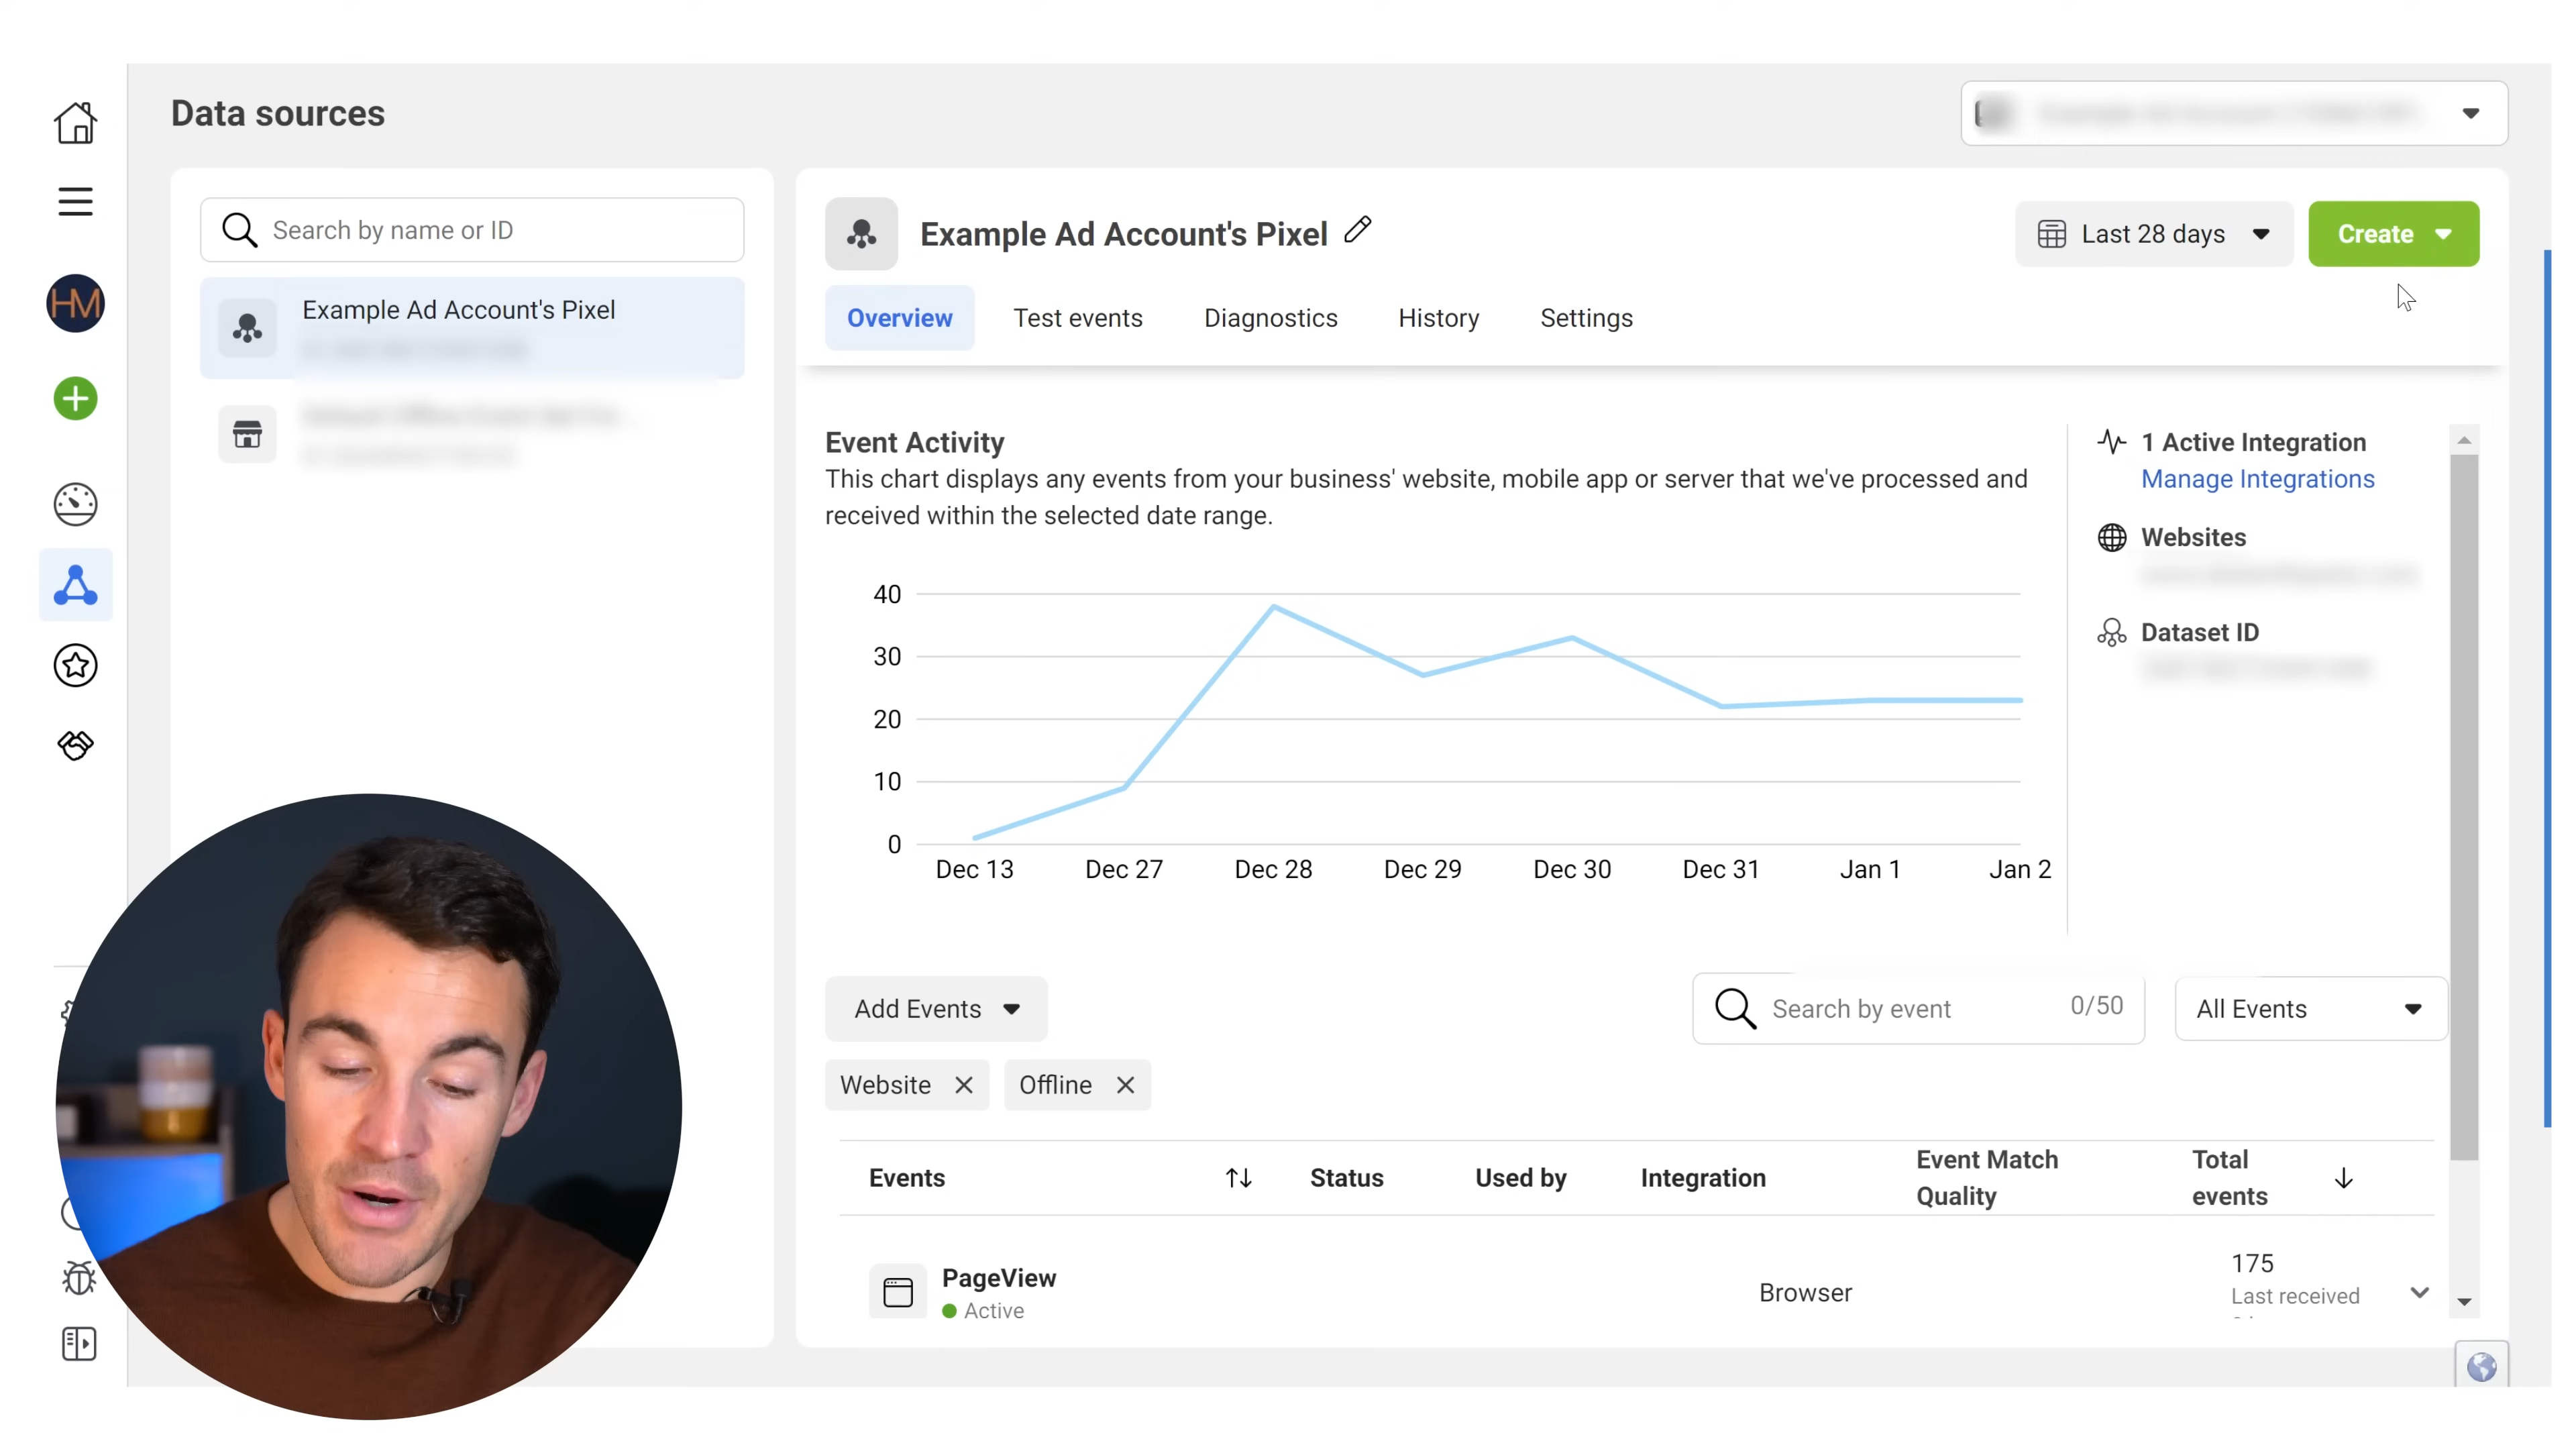 Data sources
Search by name or ID
Example Ad Account's Pixel
HM
Example Ad Account's Pixel
Last 28 days
Create
Overview
Test events
Diagnostics
History
Settings
Event Activity
This chart displays any events from your business' website, mobile app or server that we've processed and
received within the selected date range.
1 Active Integration
Manage Integrations
Websites
Dataset ID
40
30
20
10
0
Dec 13
Dec 27
Dec 28
Dec 29
Dec 30
Dec 31
Jan 1
Jan 2
Add Events
Search by event
0/50
All Events
Website
Offline
Events
Status
Used by
Integration
Event Match
Quality
Total
events
PageView
Active
Browser
175
Last received